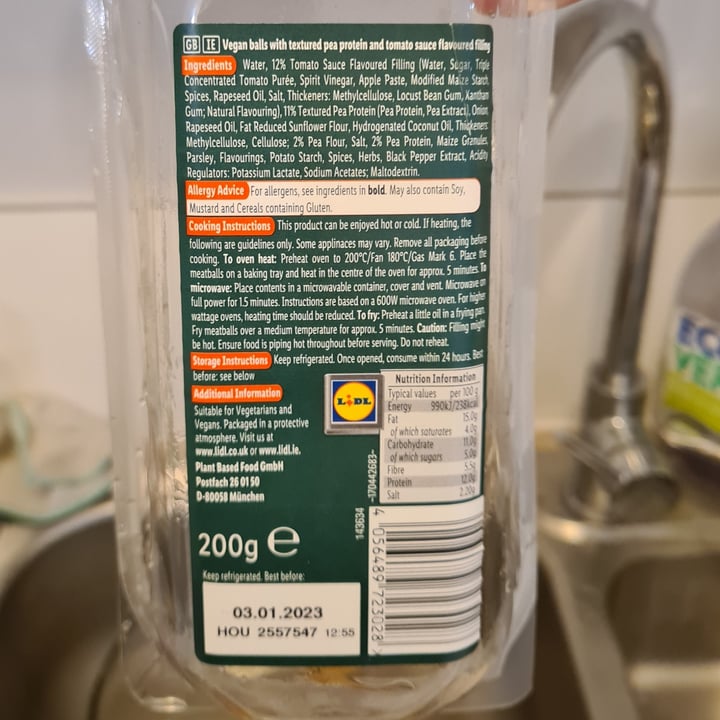 GB IE Vegan balls with textured pea protein and tomato sauce flavoured filling
Ingredients Water, 12% Tomato Sauce Flavoured Filling (Water, Sugar, Triple
Concentrated Tomato Purée, Spirit Vinegar, Apple Paste, Modified Maize Starch,
Spices, Rapeseed Oil, Salt, Thickeners: Methylcellulose, Locust Bean Gum, Xanthan
Gum; Natural Flavouring), 11% Textured Pea Protein (Pea Protein, Pea Extract), Onion,
Rapeseed Oil, Fat Reduced Sunflower Flour, Hydrogenated Coconut Oil, Thickeners:
Methylcellulose, Cellulose; 2% Pea Flour, Salt, 2% Pea Protein, Maize Granules,
Parsley, Flavourings, Potato Starch, Spices, Herbs, Black Pepper Extract, Acidity
Regulators: Potassium Lactate, Sodium Acetates; Maltodextrin.
Allergy Advice For allergens, see ingredients in bold. May also contain Soy,
Mustard and Cereals containing Gluten.
Cooking Instructions This product can be enjoyed hot or cold. If heating, the
following are guidelines only. Some applinaces may vary. Remove all packaging before
cooking. To oven heat: Preheat oven to 200°C/Fan 180°C/Gas Mark 6. Place the
meatballs on a baking tray and heat in the centre of the oven for approx. 5 minutes. To
microwave: Place contents in a microwavable container, cover and vent. Microwave on
full power for 1.5 minutes. Instructions are based on a 600W microwave oven. For higher
wattage ovens, heating time should be reduced. To fry: Preheat a little oil in a frying pan.
Fry meatballs over a medium temperature for approx. 5 minutes. Caution: Filling might
be hot. Ensure food is piping hot throughout before serving. Do not reheat.
Storage Instructions Keep refrigerated. Once opened, consume within 24 hours. Best
before: see below
Additional Information
Suitable for Vegetarians and
Vegans. Packaged in a protective
atmosphere. Visit us at
www.lidl.co.uk or www.lidl.ie.
Plant Based Food GmbH
Postfach 26 01 50
D-80058 München
LIDL
Nutrition Information
Typical values per 100 g
Energy 990kJ/238kcal
Fat 15.0g
of which saturates 4.0g
Carbohydrate 11.0g
of which sugars 5.0g
Fibre 5.5g
Protein 12.0g
Salt 2.20g
-170442683-
143634
4 056489 723028
200g e
Keep refrigerated. Best before:
03.01.2023
HOU 2557547 12:55
ECO
VER